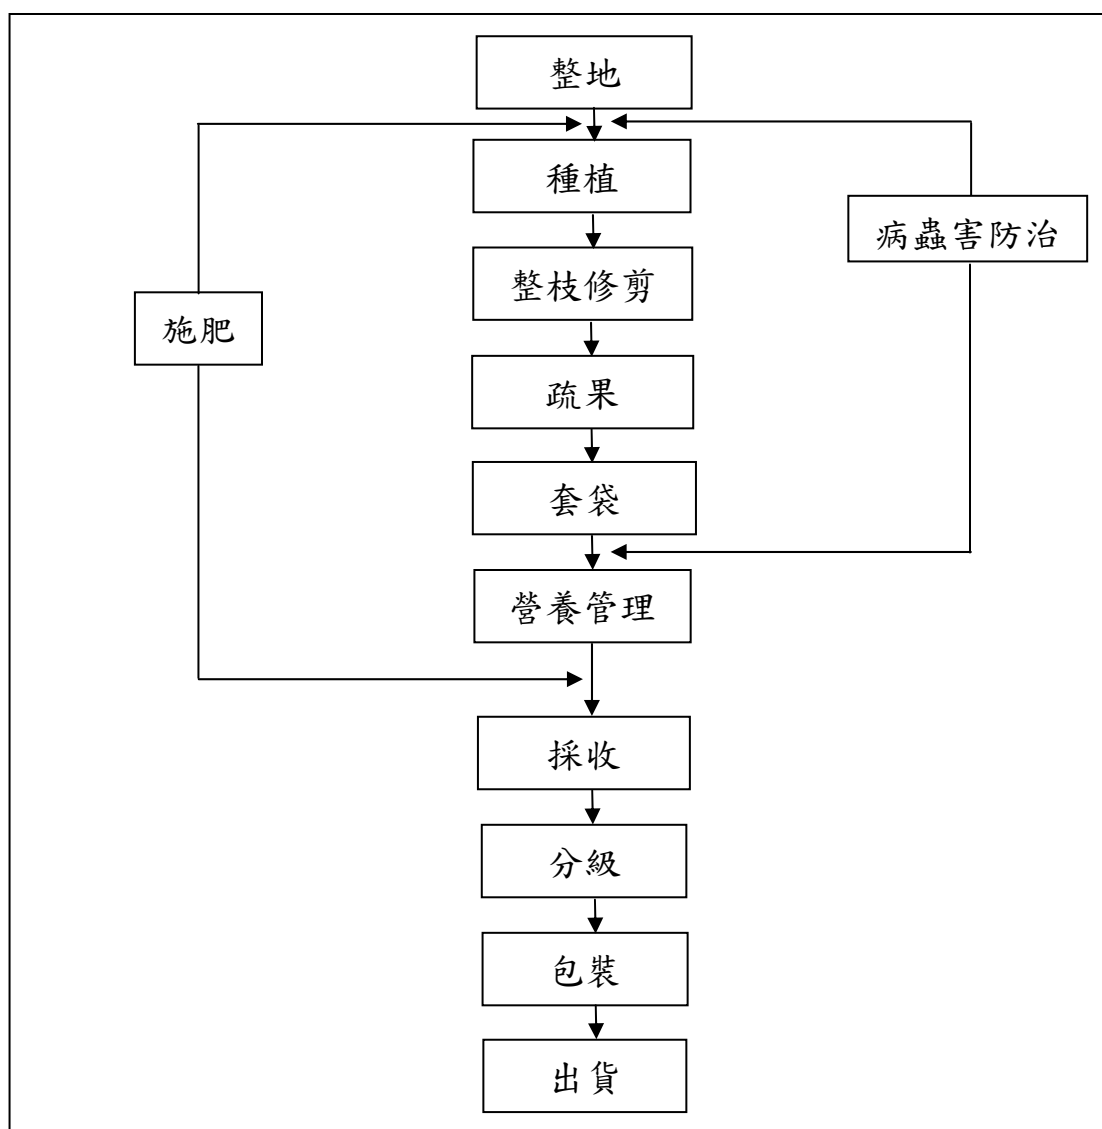 整地
種植
病蟲害防治
整枝修剪
施肥
疏果
套袋
營養管理
採收
分級
包裝
出貨